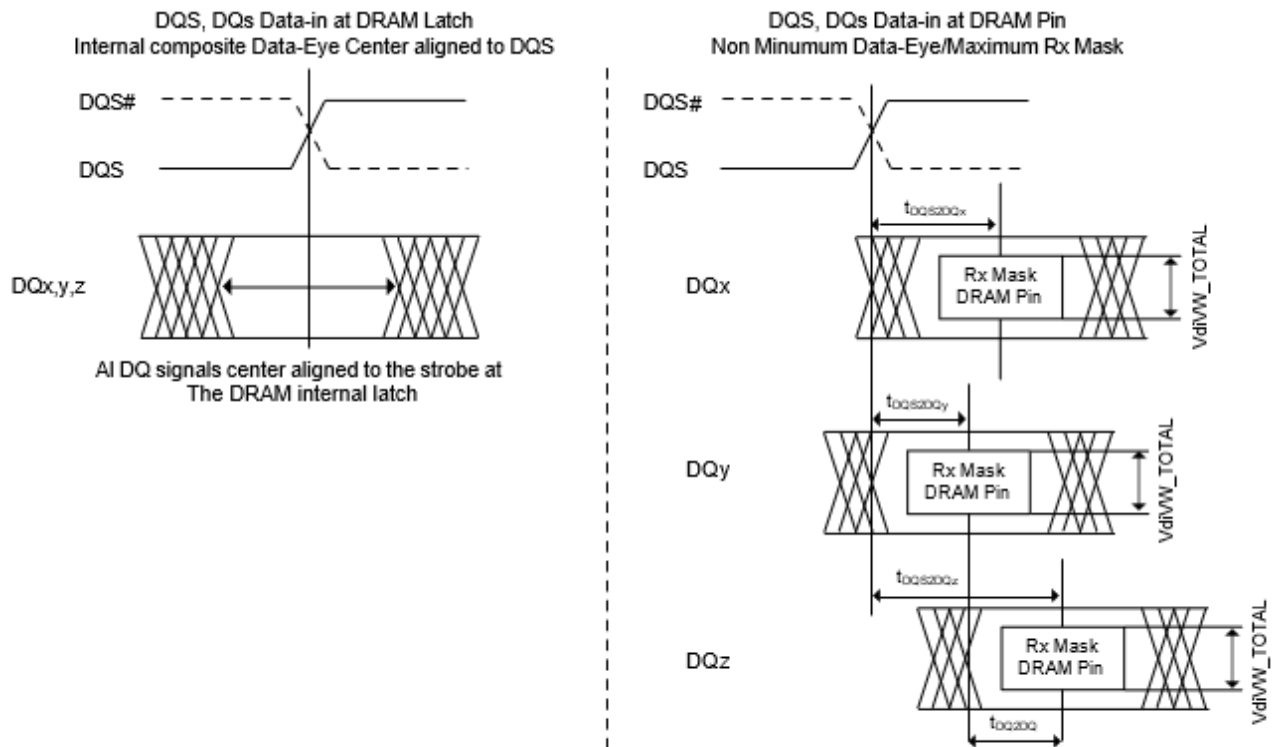 DQS, DQs Data-in at DRAM Latch
Internal composite Data-Eye Center aligned to DQS
DQS#
DQS
DQx,y,z
Al DQ signals center aligned to the strobe at
The DRAM internal latch
DQS, DQs Data-in at DRAM Pin
Non Minumum Data-Eye/Maximum Rx Mask
DQS#
DQS
tDQS2DQx
DQx
Rx Mask
DRAM Pin
VdiVW_TOTAL
tDQS2DQy
DQy
Rx Mask
DRAM Pin
VdiVW_TOTAL
tDQS2DQz
DQz
Rx Mask
DRAM Pin
VdiVW_TOTAL
tDQ2DQ